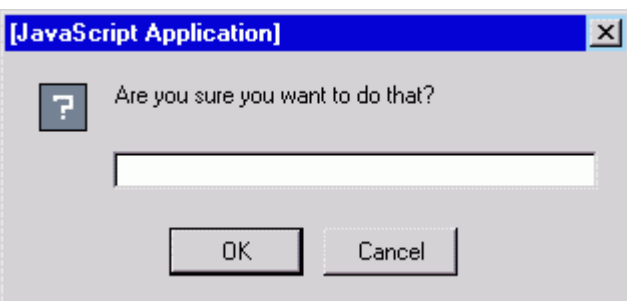 [JavaScript Application]
?
Are you sure you want to do that?
OK Cancel